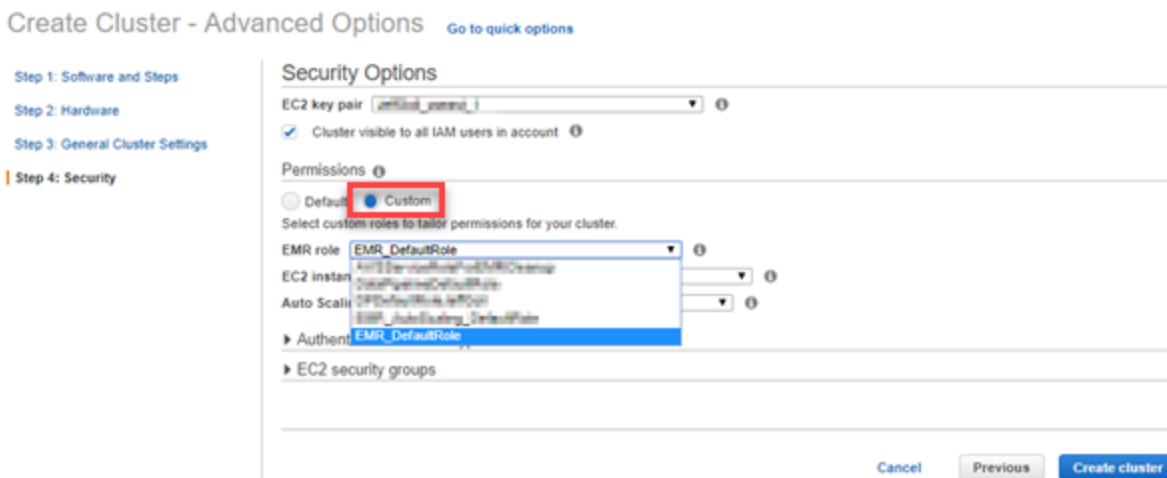 Create Cluster - Advanced Options Go to quick options
Step 1: Software and Steps
Step 2: Hardware
Step 3: General Cluster Settings
Step 4: Security
Security Options
EC2 key pair
Cluster visible to all IAM users in account
Permissions
Default Custom
Select custom roles to tailor permissions for your cluster.
EMR role EMR_DefaultRole
EC2 instan
Auto Scali
EMR_DefaultRole
Authent
EC2 security groups
Cancel Previous Create cluster